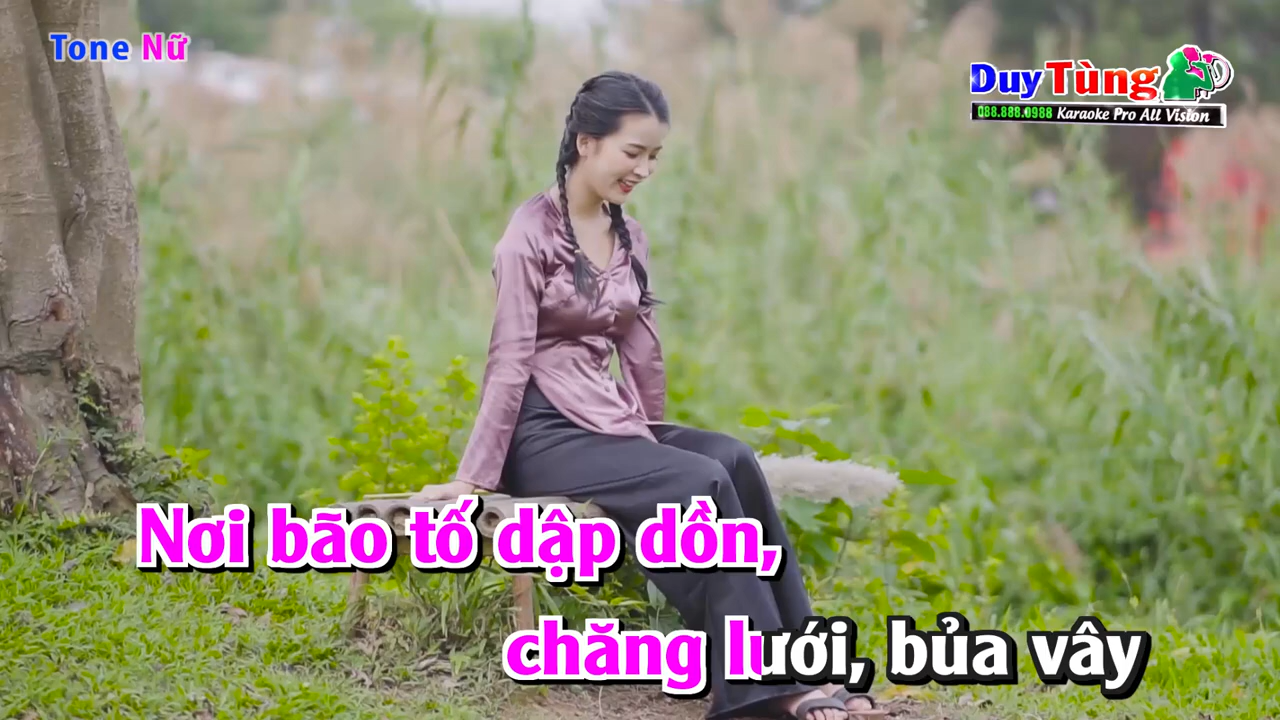 Tone Nữ
DuyTùng
088.888.0988 Karaoke Pro All Vision
Nơi bão tố dập dồn,
chăng lưới, bủa vây